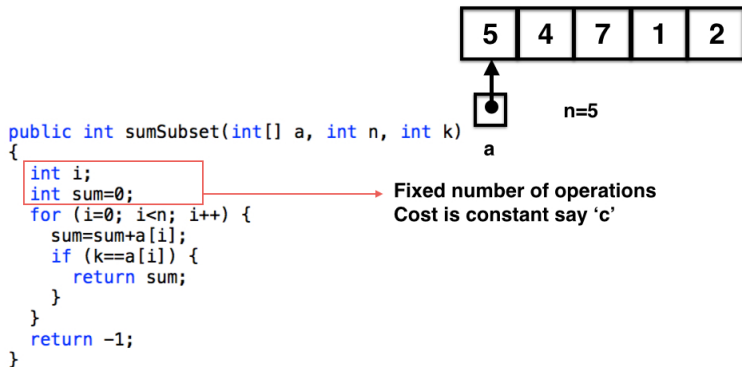 5 4 7 1 2
n=5
a
public int sumSubset(int[] a, int n, int k)
{
int i;
int sum=0;
for (i=0; i<n; i++) {
sum=sum+a[i];
if (k==a[i]) {
return sum;
}
}
return -1;
}
Fixed number of operations
Cost is constant say ‘c’